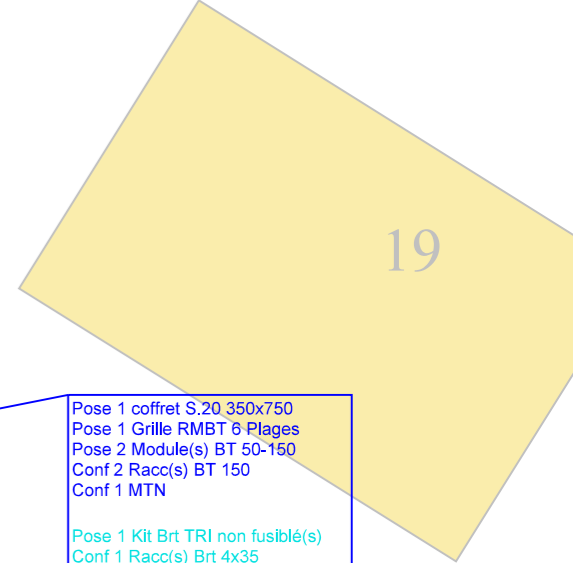 19
Pose 1 coffret S.20 350x750
Pose 1 Grille RMBT 6 Plages
Pose 2 Module(s) BT 50-150
Conf 2 Racc(s) BT 150
Conf 1 MTN
Pose 1 Kit Brt TRI non fusiblé(s)
Conf 1 Racc(s) Brt 4x35